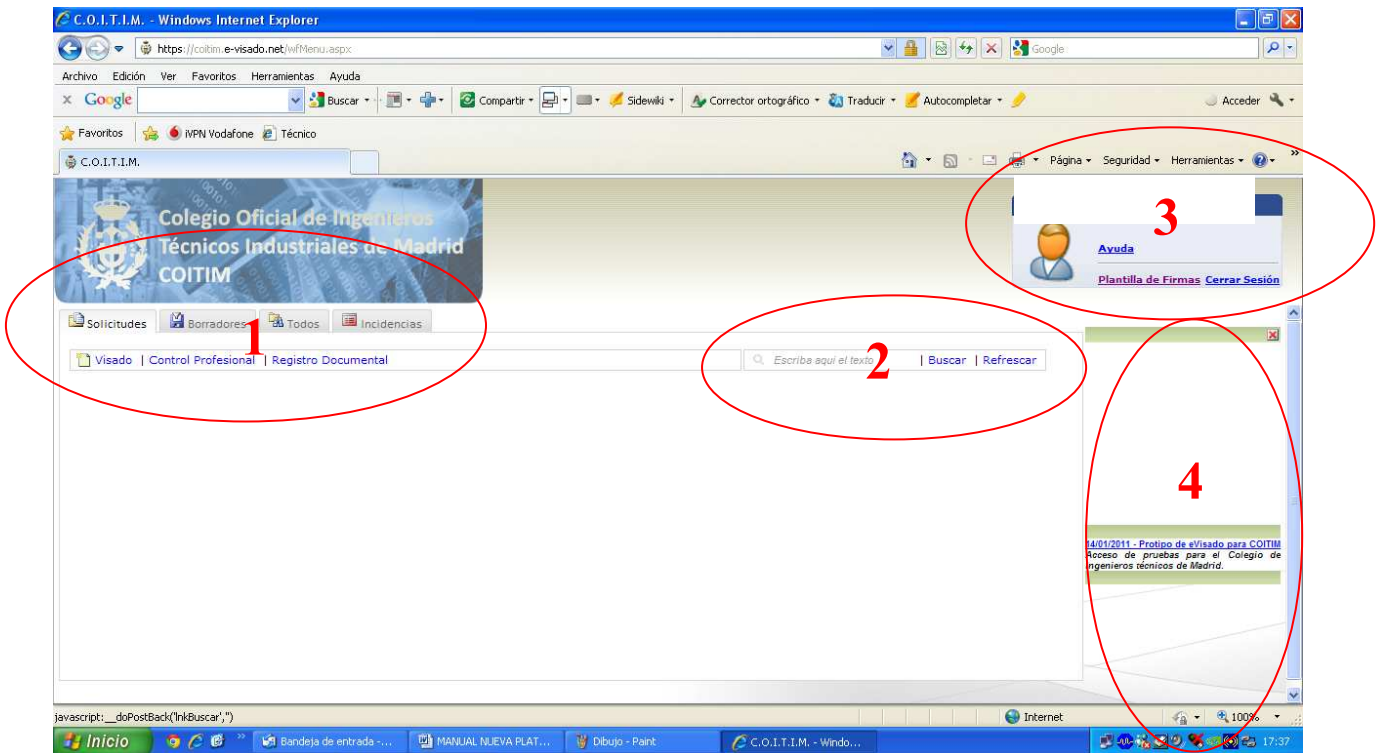 C.O.I.T.I.M. - Windows Internet Explorer
https://coitim.e-visado.net/wfMenu.aspx
Google
Archivo Edición Ver Favoritos Herramientas Ayuda
x Google Buscar Compartir Sidewiki Corrector ortográfico Traducir Autocompletar Acceder
Favoritos iVPN Vodafone Técnico
C.O.I.T.I.M.
Página Seguridad Herramientas
Colegio Oficial de Ingenieros
Técnicos Industriales de Madrid
COITIM
3
Ayuda
Plantilla de Firmas Cerrar Sesión
Solicitudes Borradores Todos Incidencias
1
Visado | Control Profesional | Registro Documental
Escriba aquí el texto | Buscar | Refrescar
2
4
14/01/2011 - Protipo de eVisado para COITIM
Acceso de pruebas para el Colegio de
Ingenieros técnicos de Madrid.
javascript:__doPostBack('lnkBuscar','')
Internet
100%
Inicio
Bandeja de entrada -...
MANUAL NUEVA PLAT...
Dibujo - Paint
C.O.I.T.I.M. - Windo...
17:37